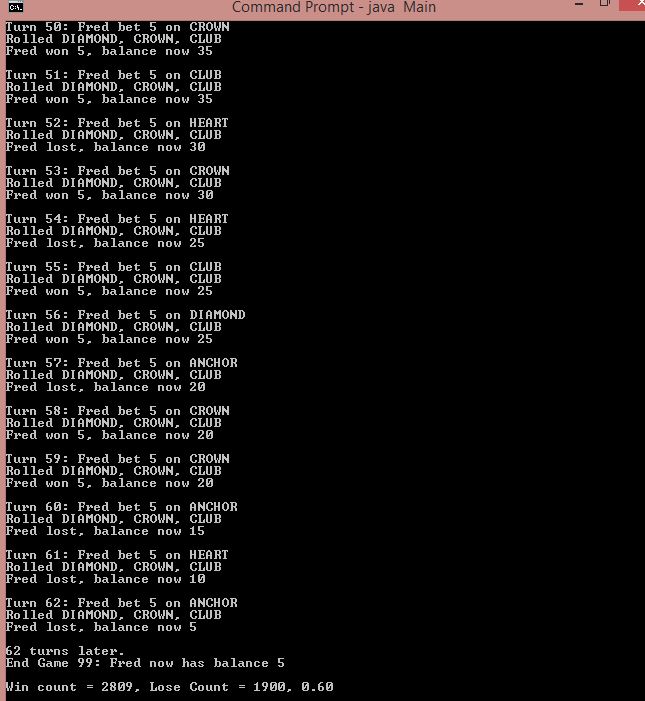 Command Prompt - java Main
Turn 50: Fred bet 5 on CROWN
Rolled DIAMOND, CROWN, CLUB
Fred won 5, balance now 35
Turn 51: Fred bet 5 on CLUB
Rolled DIAMOND, CROWN, CLUB
Fred won 5, balance now 35
Turn 52: Fred bet 5 on HEART
Rolled DIAMOND, CROWN, CLUB
Fred lost, balance now 30
Turn 53: Fred bet 5 on CROWN
Rolled DIAMOND, CROWN, CLUB
Fred won 5, balance now 30
Turn 54: Fred bet 5 on HEART
Rolled DIAMOND, CROWN, CLUB
Fred lost, balance now 25
Turn 55: Fred bet 5 on CLUB
Rolled DIAMOND, CROWN, CLUB
Fred won 5, balance now 25
Turn 56: Fred bet 5 on DIAMOND
Rolled DIAMOND, CROWN, CLUB
Fred won 5, balance now 25
Turn 57: Fred bet 5 on ANCHOR
Rolled DIAMOND, CROWN, CLUB
Fred lost, balance now 20
Turn 58: Fred bet 5 on CROWN
Rolled DIAMOND, CROWN, CLUB
Fred won 5, balance now 20
Turn 59: Fred bet 5 on CROWN
Rolled DIAMOND, CROWN, CLUB
Fred won 5, balance now 20
Turn 60: Fred bet 5 on ANCHOR
Rolled DIAMOND, CROWN, CLUB
Fred lost, balance now 15
Turn 61: Fred bet 5 on HEART
Rolled DIAMOND, CROWN, CLUB
Fred lost, balance now 10
Turn 62: Fred bet 5 on ANCHOR
Rolled DIAMOND, CROWN, CLUB
Fred lost, balance now 5
62 turns later.
End Game 99: Fred now has balance 5
Win count = 2809, Lose Count = 1900, 0.60